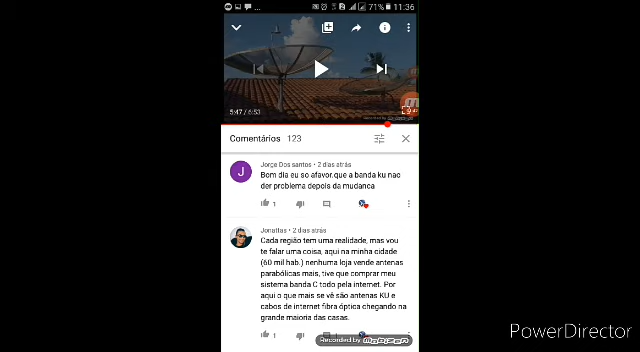 71% 11:36
5:47 / 6:53
Comentários 123
J
Jorge Dos santos • 2 dias atrás
Bom dia eu so afavor.que a banda ku nao
der problema depois da mudanca
1
Jonattas • 2 dias atrás
Cada região tem uma realidade, mas vou
te falar uma coisa, aqui na minha cidade
(60 mil hab.) nenhuma loja vende antenas
parabólicas mais, tive que comprar meu
sistema banda C todo pela internet. Por
aqui o que mais se vê são antenas KU e
cabos de internet fibra óptica chegando na
grande maioria das casas.
1
Recorded by
PowerDirector